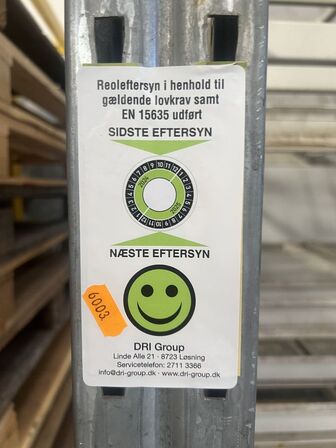 Reoleftersyn i henhold til
gældende lovkrav samt
EN 15635 udført
SIDSTE EFTERSYN
NÆSTE EFTERSYN
6003
DRI Group
Linde Alle 21 · 8723 Løsning
Servicetelefon: 2711 3366
info@dri-group.dk · www.dri-group.dk